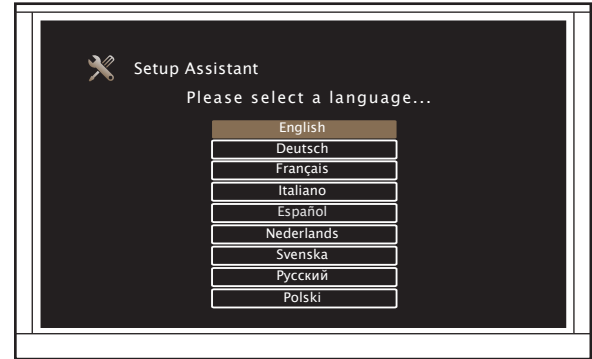 Setup Assistant
Please select a language...
English
Deutsch
Français
Italiano
Español
Nederlands
Svenska
Русский
Polski